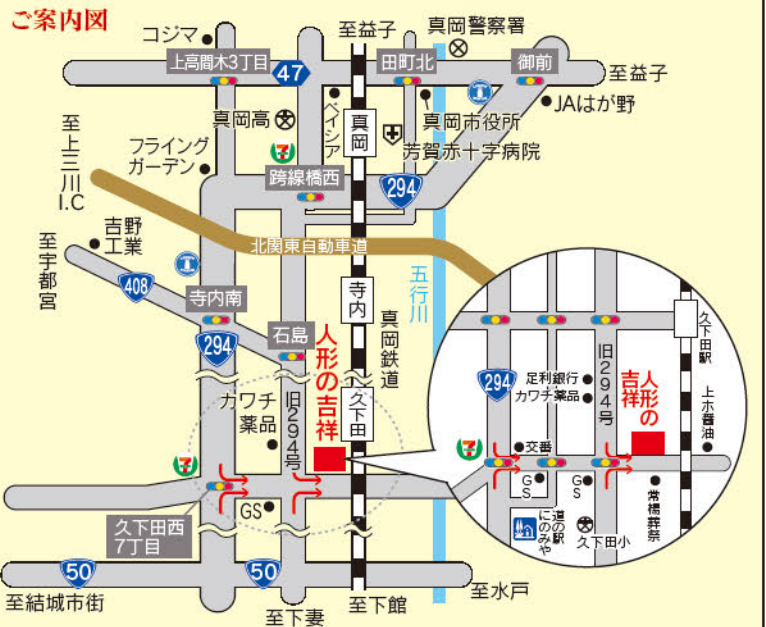 ご案内図
コジマ
至益子
真岡警察署
上高間木3丁目
47
田町北
御前
至益子
真岡高
ベイシア
真岡
真岡市役所
JAはが野
芳賀赤十字病院
至上三川I.C
フライング
ガーデン
7
跨線橋西
294
吉野
工業
北関東自動車道
至宇都宮
408
五行川
寺内南
294
石島
寺内
真岡鉄道
人形の吉祥
カワチ
薬品
旧294号
久下田
7
GS
久下田西
7丁目
50
50
至結城市街
至下妻
至下館
至水戸
久下田駅
294
足利銀行
カワチ薬品
旧294号
人形の
吉祥
上ホ醤油
7
交番
GS
GS
常楊葬祭
道の駅
にのみや
久下田小